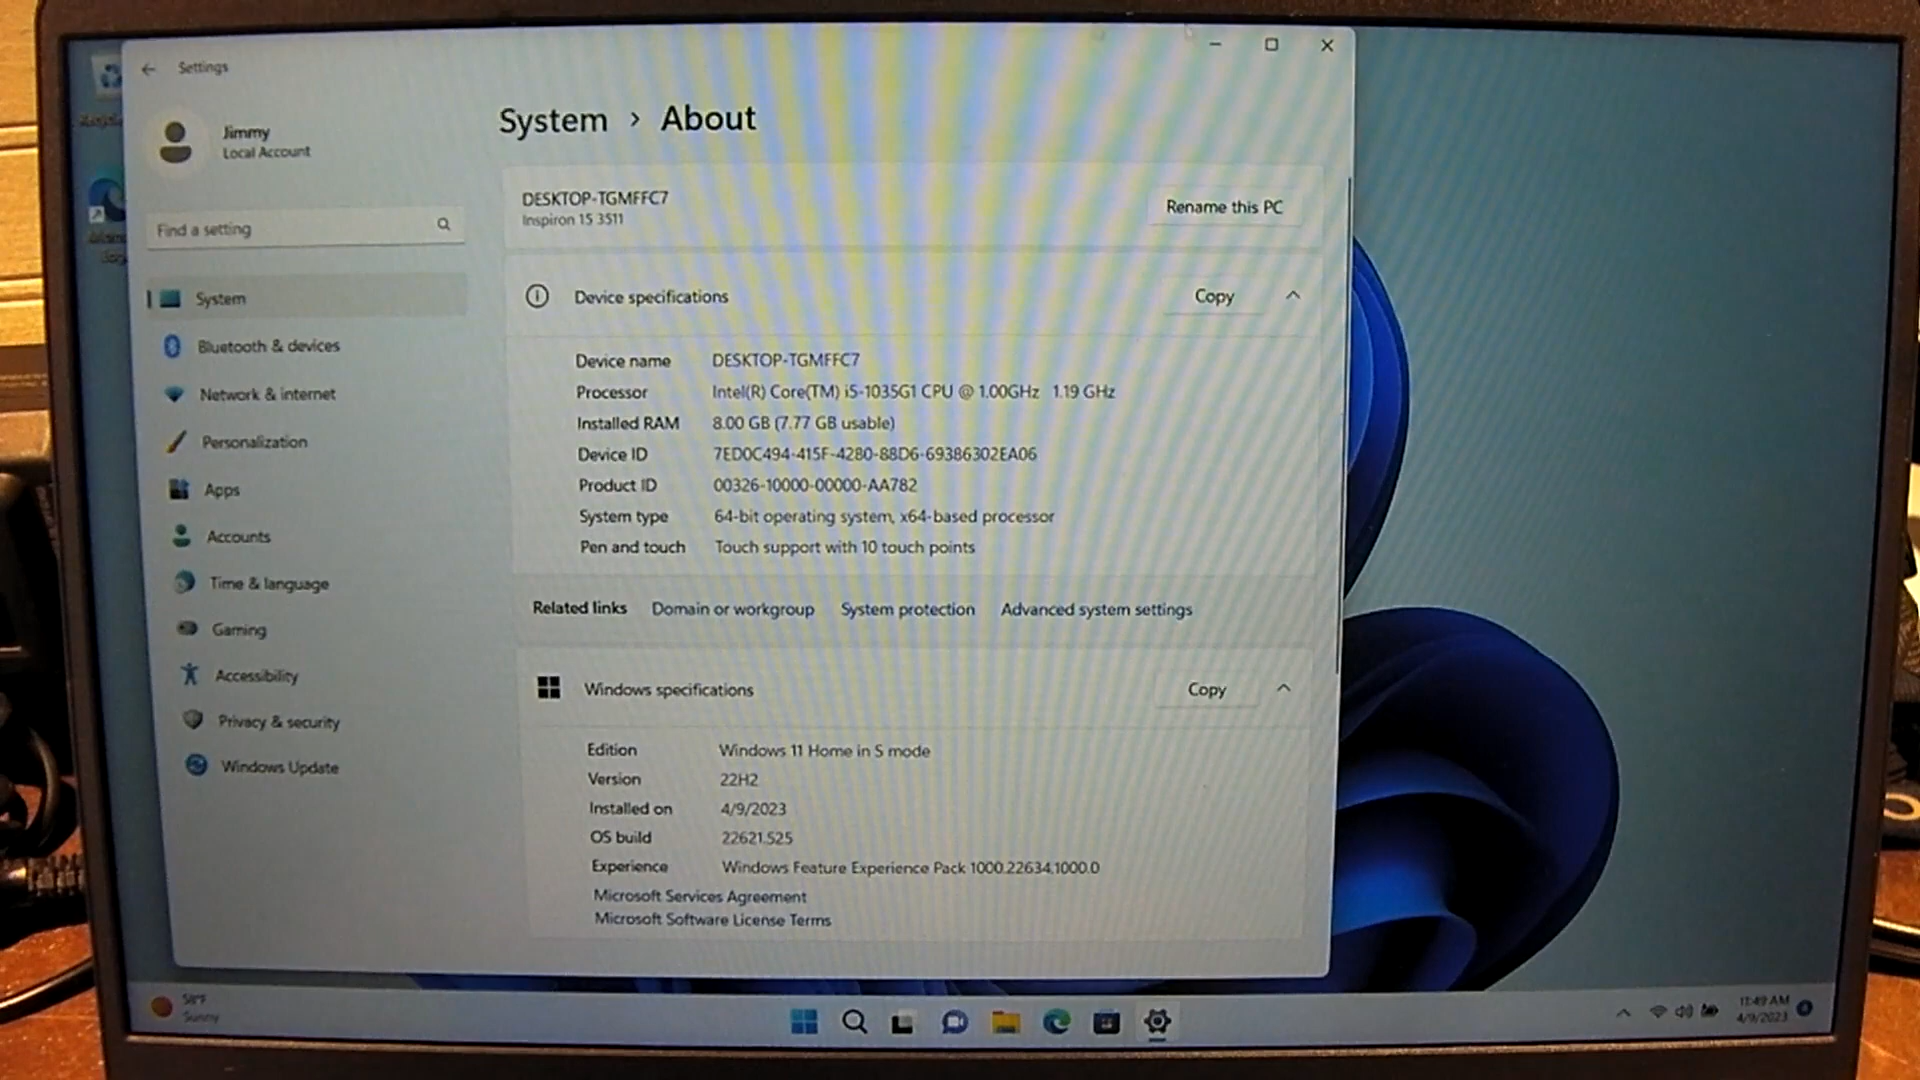 Settings
Jimmy
Local Account
Find a setting
System
Bluetooth & devices
Network & internet
Personalization
Apps
Accounts
Time & language
Gaming
Accessibility
Privacy & security
Windows Update
System › About
DESKTOP-TGMFFC7
Inspiron 15 3511
Rename this PC
Device specifications
Copy
Device name DESKTOP-TGMFFC7
Processor Intel(R) Core(TM) i5-1035G1 CPU @ 1.00GHz 1.19 GHz
Installed RAM 8.00 GB (7.77 GB usable)
Device ID 7ED0C494-415F-4280-88D6-69386302EA06
Product ID 00326-10000-00000-AA782
System type 64-bit operating system, x64-based processor
Pen and touch Touch support with 10 touch points
Related links Domain or workgroup System protection Advanced system settings
Windows specifications
Copy
Edition Windows 11 Home in S mode
Version 22H2
Installed on 4/9/2023
OS build 22621.525
Experience Windows Feature Experience Pack 1000.22634.1000.0
Microsoft Services Agreement
Microsoft Software License Terms
58°F
Sunny
11:49 AM
4/9/2023